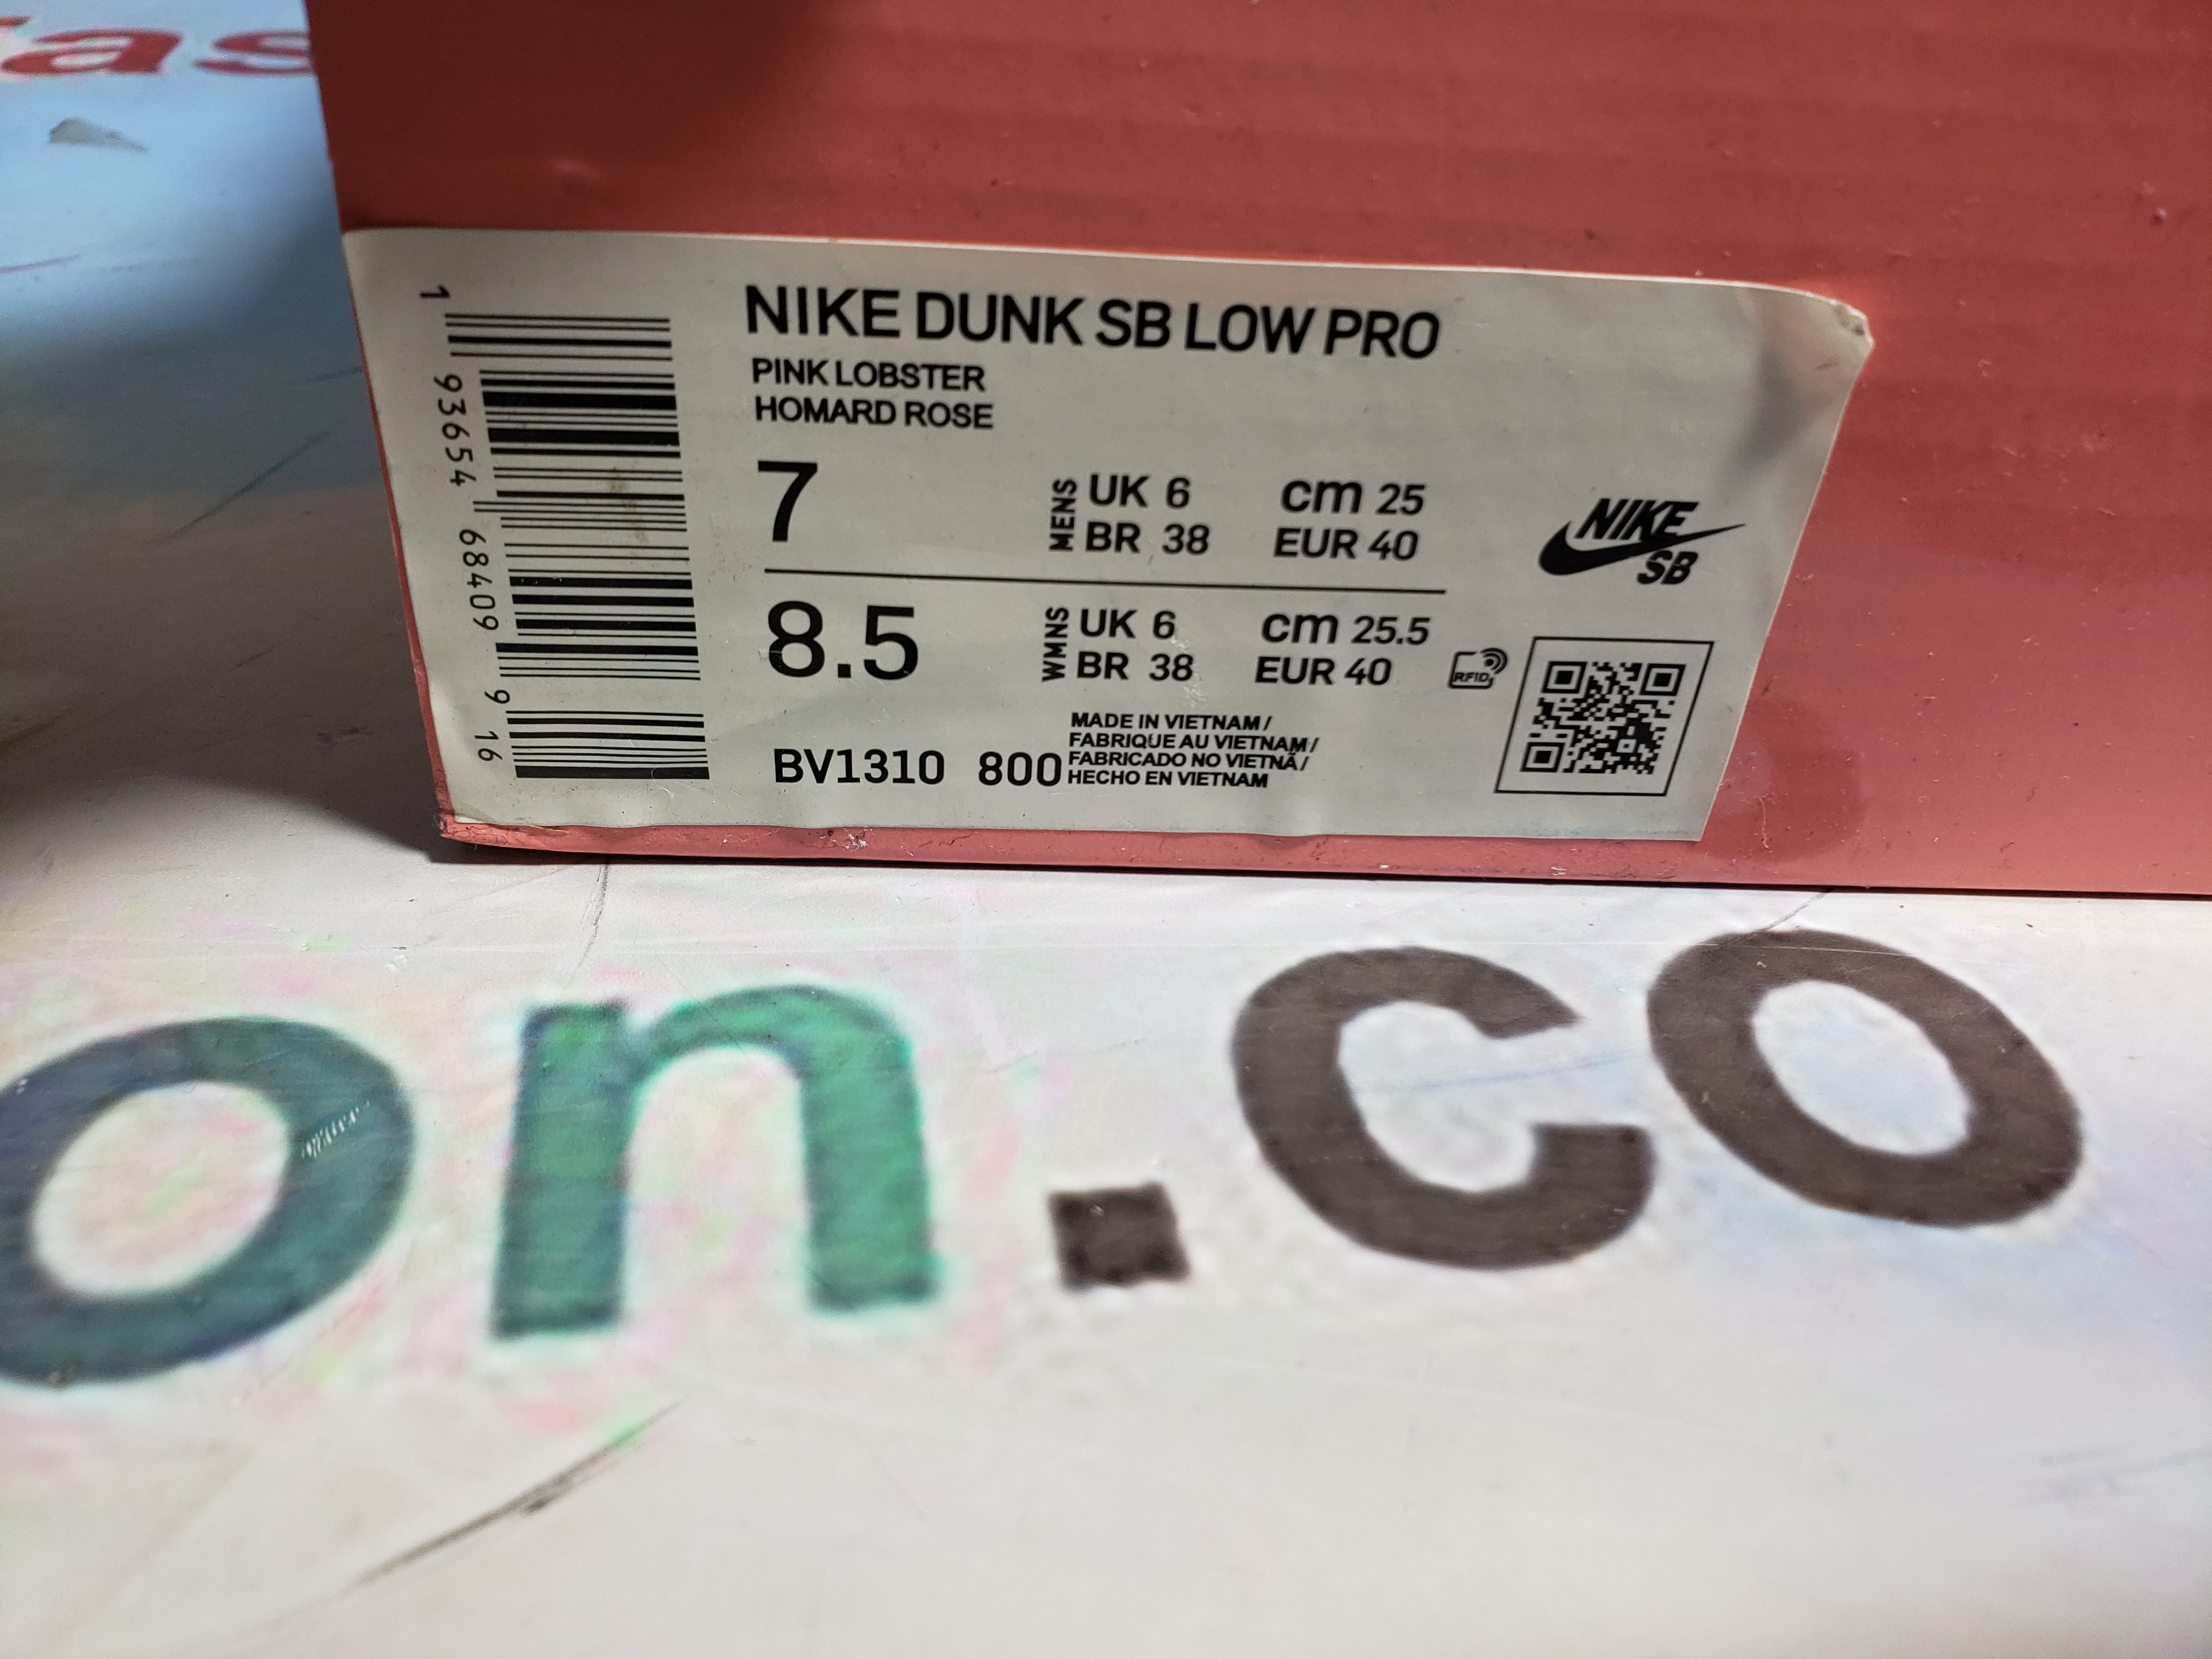 as
NIKE DUNK SB LOW PRO
PINK LOBSTER
HOMARD ROSE
7 MENS UK 6 cm 25
BR 38 EUR 40
NIKE
SB
8.5 WMNS UK 6 cm 25.5
BR 38 EUR 40
RFID
BV1310 800
MADE IN VIETNAM /
FABRIQUE AU VIETNAM /
FABRICADO NO VIETNÃ /
HECHO EN VIETNAM
1 93654 68409 9 16
on.co